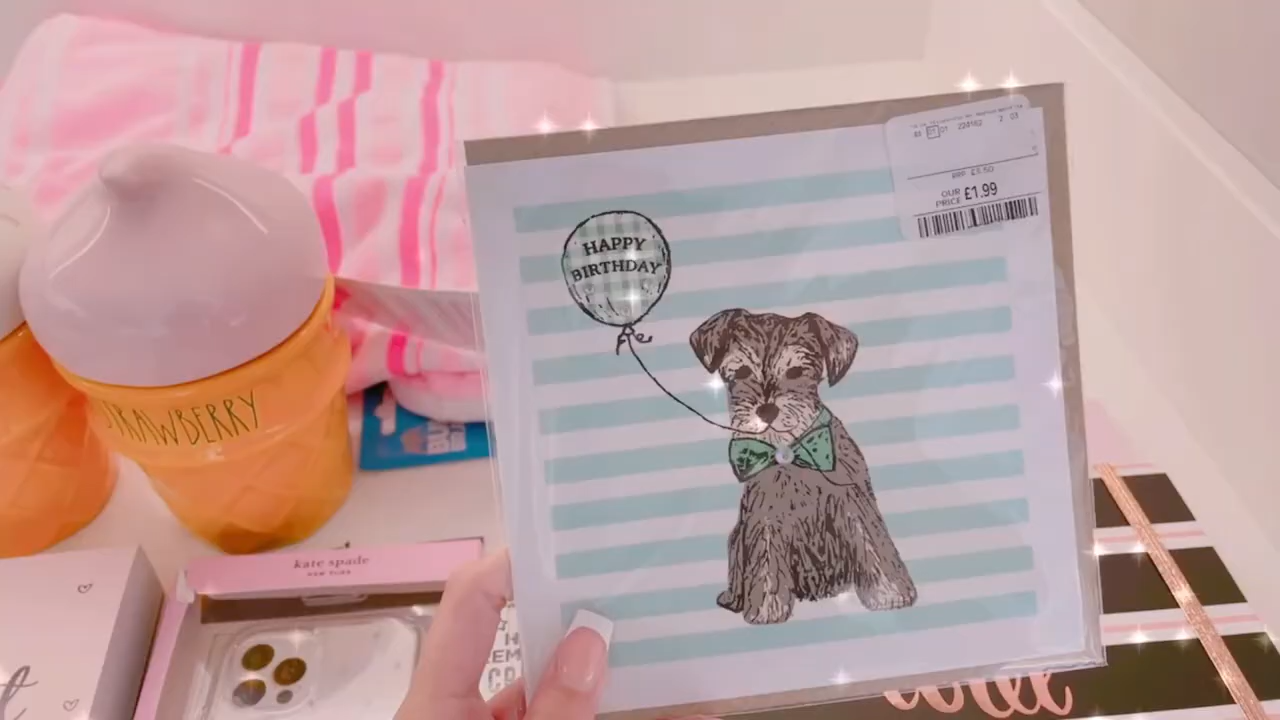 RRP £3.50
OUR PRICE £1.99
HAPPY
BIRTHDAY
STRAWBERRY
kate spade
NEW YORK